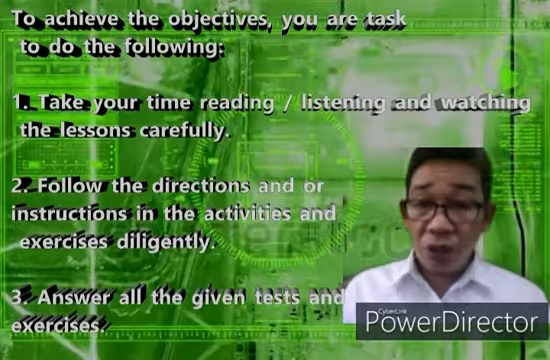 To achieve the objectives, you are task
to do the following:
1. Take your time reading / listening and watching
the lessons carefully.
2. Follow the directions and or
instructions in the activities and
exercises diligently.
3. Answer all the given tests and
exercises.
CyberLink
PowerDirector